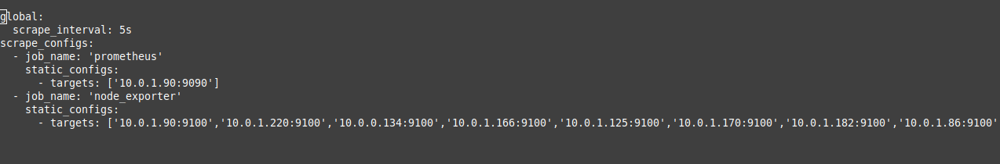 global:
  scrape_interval: 5s
scrape_configs:
  - job_name: 'prometheus'
    static_configs:
      - targets: ['10.0.1.90:9090']
  - job_name: 'node_exporter'
    static_configs:
      - targets: ['10.0.1.90:9100','10.0.1.220:9100','10.0.0.134:9100','10.0.1.166:9100','10.0.1.125:9100','10.0.1.170:9100','10.0.1.182:9100','10.0.1.86:9100'